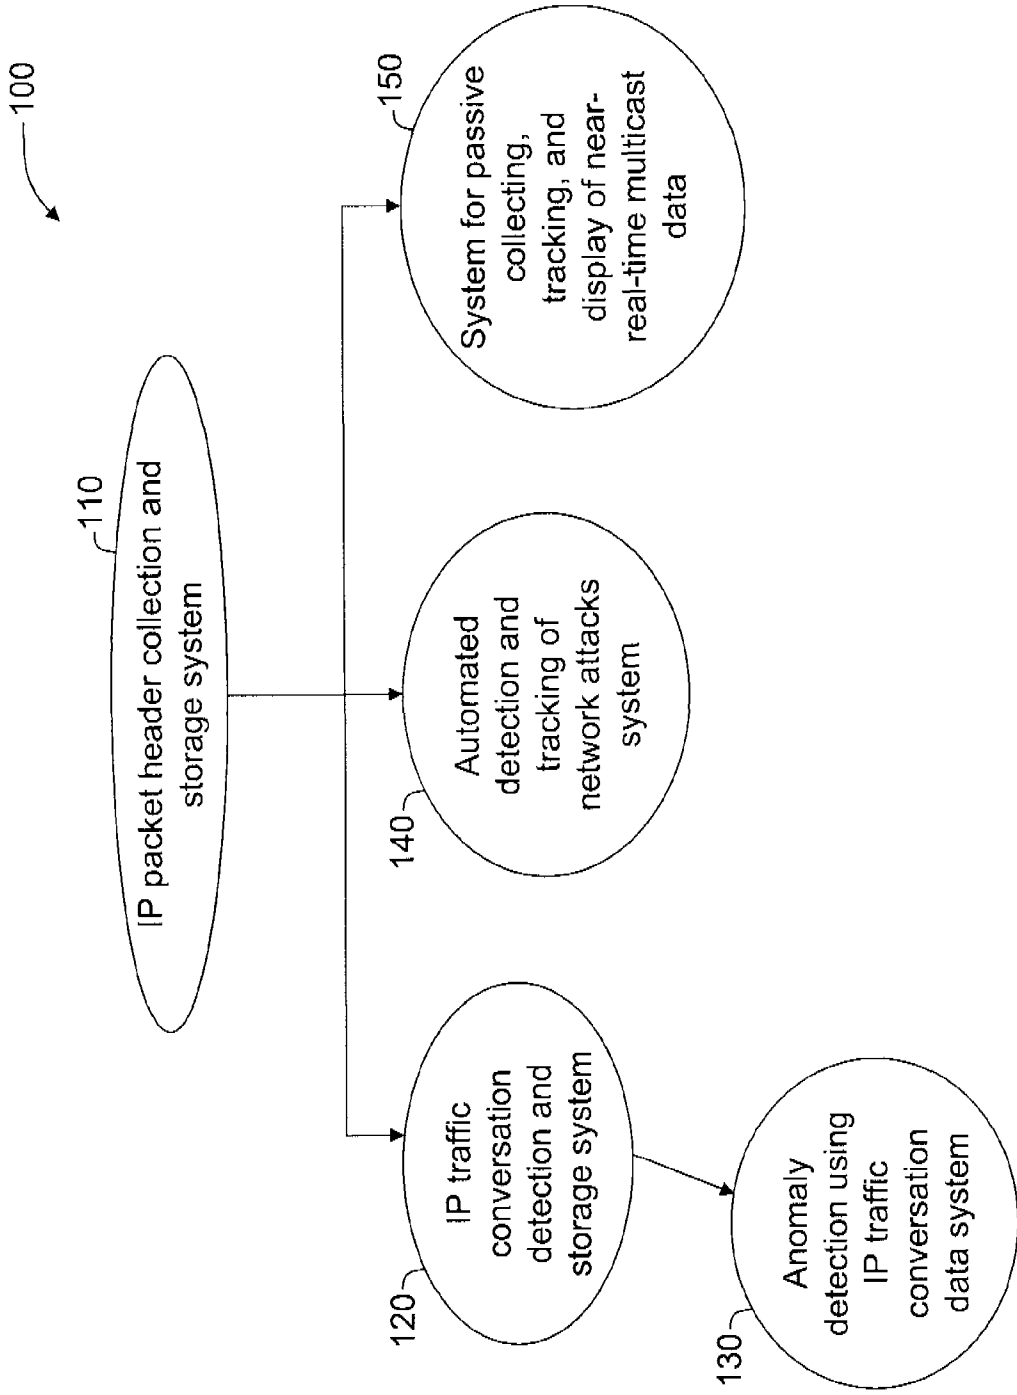 100
110
IP packet header collection and
storage system
120
IP traffic
conversation
detection and
storage system
140
Automated
detection and
tracking of
network attacks
system
150
System for passive
collecting,
tracking, and
display of near-
real-time multicast
data
130
Anomaly
detection using
IP traffic
conversation
data system